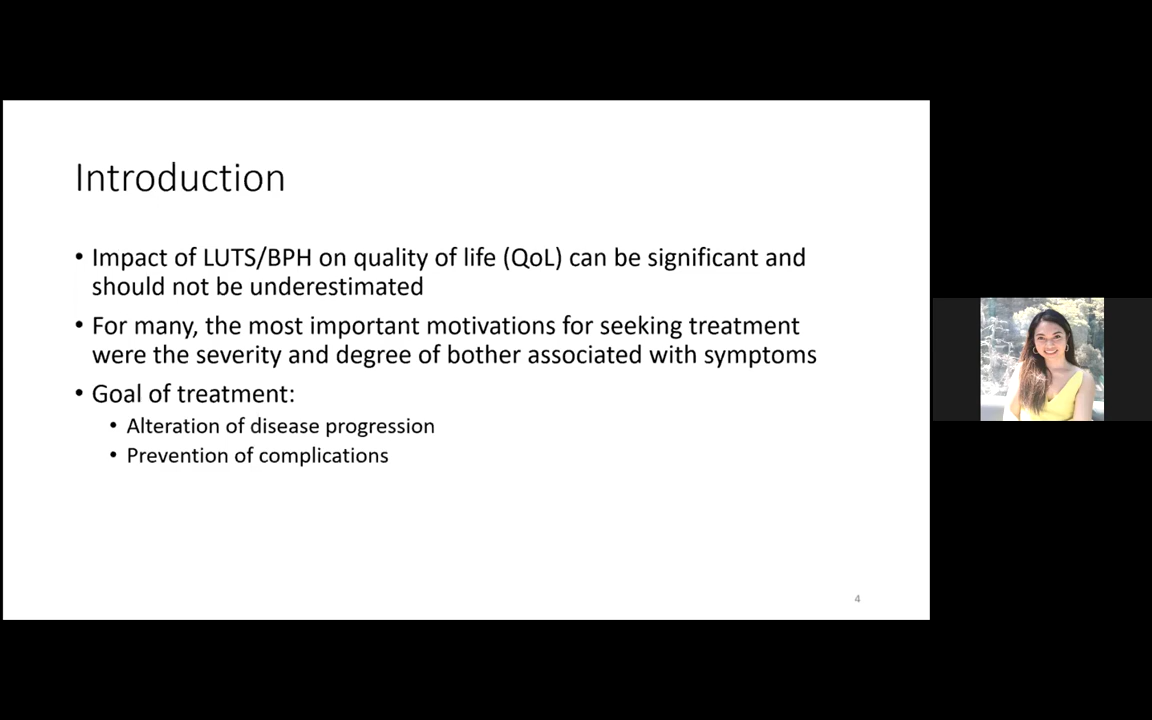 Introduction
• Impact of LUTS/BPH on quality of life (QoL) can be significant and
should not be underestimated
• For many, the most important motivations for seeking treatment
were the severity and degree of bother associated with symptoms
• Goal of treatment:
• Alteration of disease progression
• Prevention of complications
4